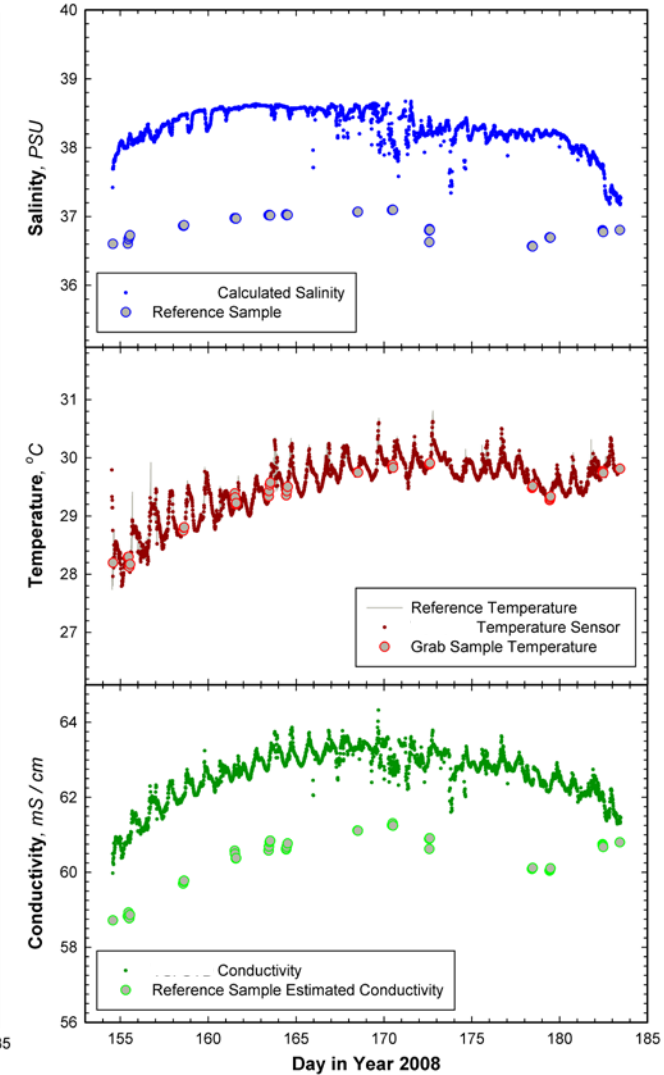 40
39
38
37
36
Salinity, PSU
Calculated Salinity
Reference Sample
31
30
29
28
27
Temperature, °C
Reference Temperature
Temperature Sensor
Grab Sample Temperature
64
62
60
58
56
Conductivity, mS / cm
Conductivity
Reference Sample Estimated Conductivity
35
155 160 165 170 175 180 185
Day in Year 2008